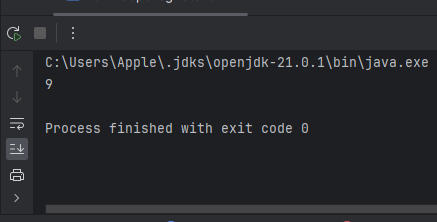 C:\Users\Apple\.jdks\openjdk-21.0.1\bin\java.exe
9
Process finished with exit code 0